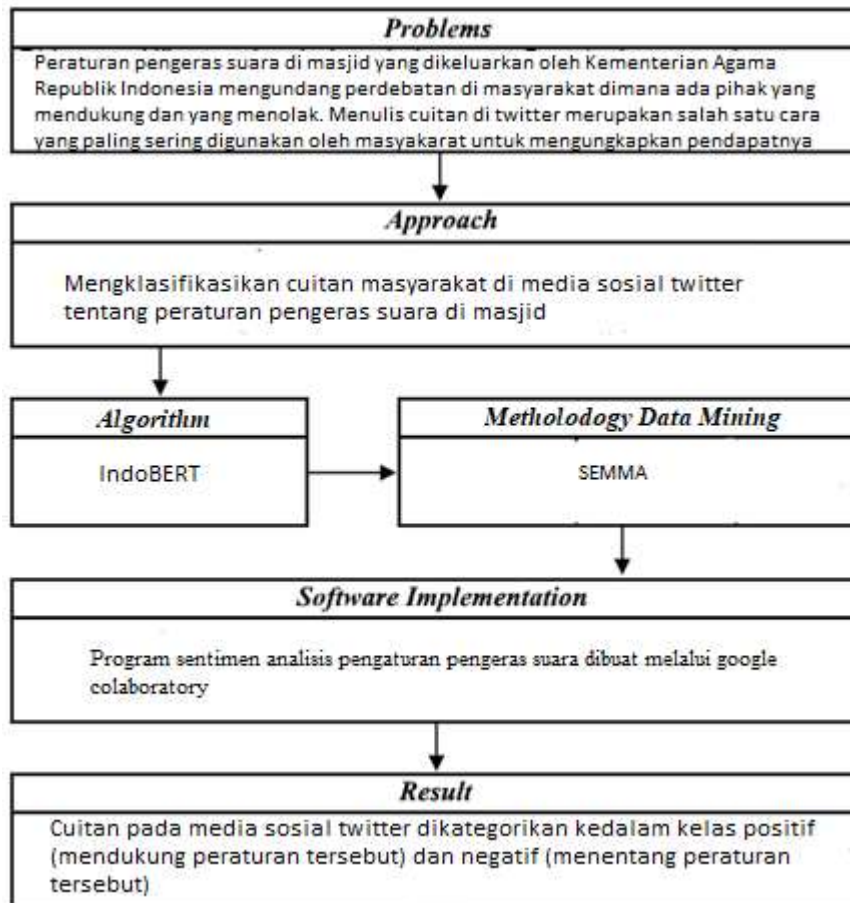 Problems
Peraturan pengeras suara di masjid yang dikeluarkan oleh Kementerian Agama
Republik Indonesia mengundang perdebatan di masyarakat dimana ada pihak yang
mendukung dan yang menolak. Menulis cuitan di twitter merupakan salah satu cara
yang paling sering digunakan oleh masyakarat untuk mengungkapkan pendapatnya
Approach
Mengklasifikasikan cuitan masyarakat di media sosial twitter
tentang peraturan pengeras suara di masjid
Algorithm
IndoBERT
Metholodogy Data Mining
SEMMA
Software Implementation
Program sentimen analisis pengaturan pengeras suara dibuat melalui google
colaboratory
Result
Cuitan pada media sosial twitter dikategorikan kedalam kelas positif
(mendukung peraturan tersebut) dan negatif (menentang peraturan
tersebut)